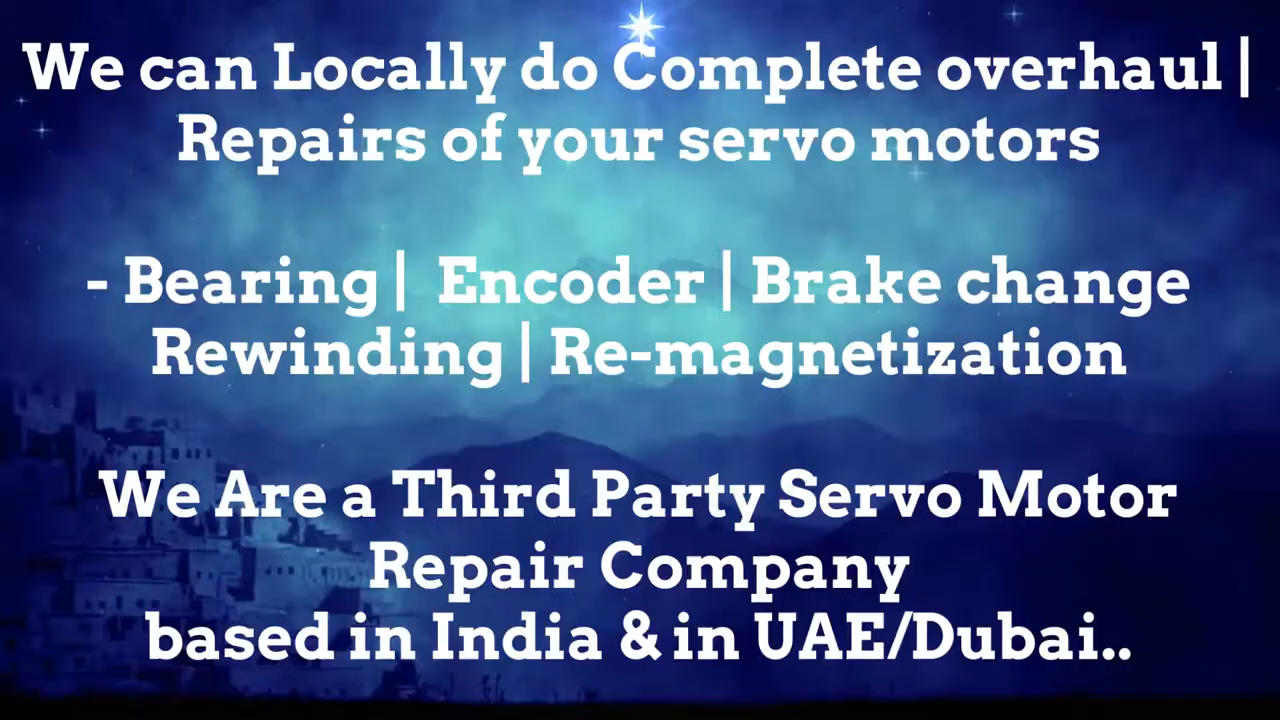 We can Locally do Complete overhaul |
Repairs of your servo motors
- Bearing | Encoder | Brake change
Rewinding | Re-magnetization
We Are a Third Party Servo Motor
Repair Company
based in India & in UAE/Dubai..